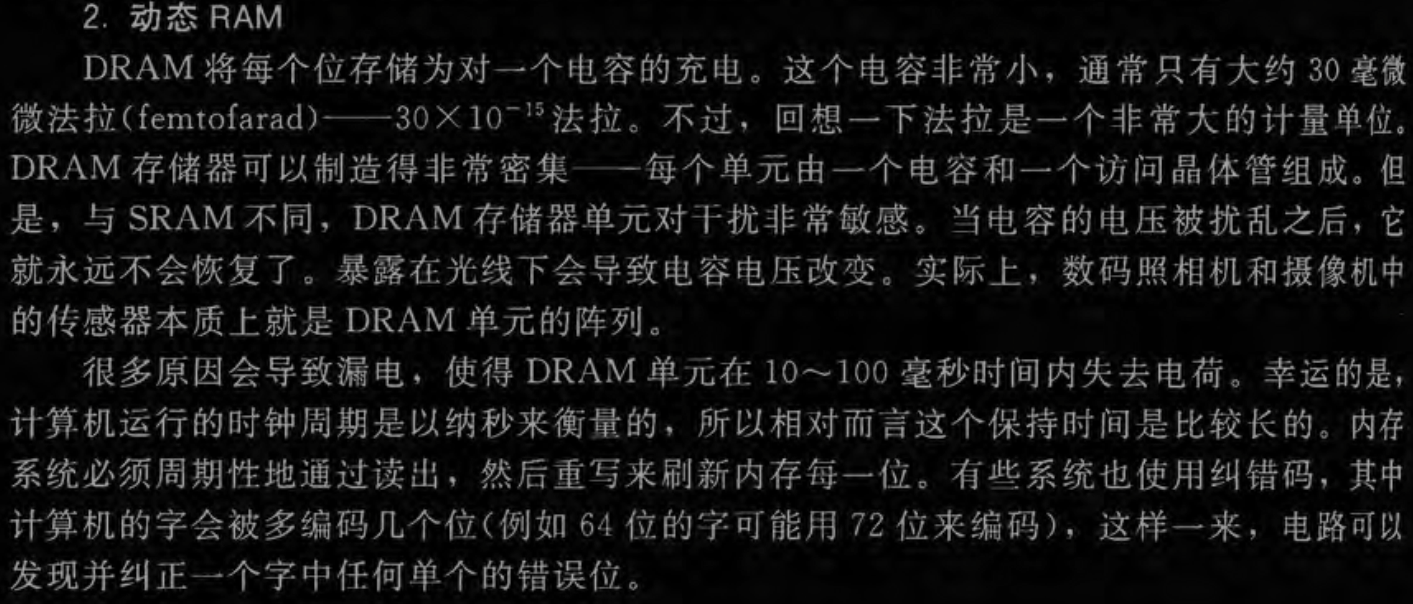 2. 动态 RAM
DRAM 将每个位存储为对一个电容的充电。这个电容非常小，通常只有大约 30 毫微
微法拉(femtofarad)——30×10⁻¹⁵法拉。不过，回想一下法拉是一个非常大的计量单位。
DRAM 存储器可以制造得非常密集——每个单元由一个电容和一个访问晶体管组成。但
是，与 SRAM 不同，DRAM 存储器单元对干扰非常敏感。当电容的电压被扰乱之后，它
就永远不会恢复了。暴露在光线下会导致电容电压改变。实际上，数码照相机和摄像机中
的传感器本质上就是 DRAM 单元的阵列。
很多原因会导致漏电，使得 DRAM 单元在 10～100 毫秒时间内失去电荷。幸运的是，
计算机运行的时钟周期是以纳秒来衡量的，所以相对而言这个保持时间是比较长的。内存
系统必须周期性地通过读出，然后重写来刷新内存每一位。有些系统也使用纠错码，其中
计算机的字会被多编码几个位(例如 64 位的字可能用 72 位来编码)，这样一来，电路可以
发现并纠正一个字中任何单个的错误位。